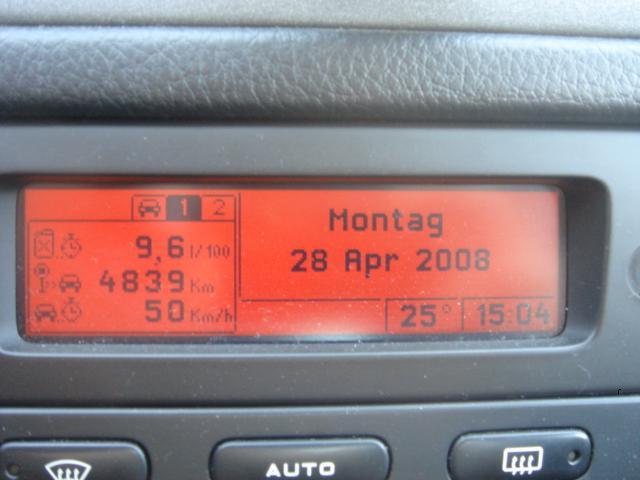 1 2
9,6 l/100
4839 Km
50 Km/h
Montag
28 Apr 2008
25° 15:04
AUTO